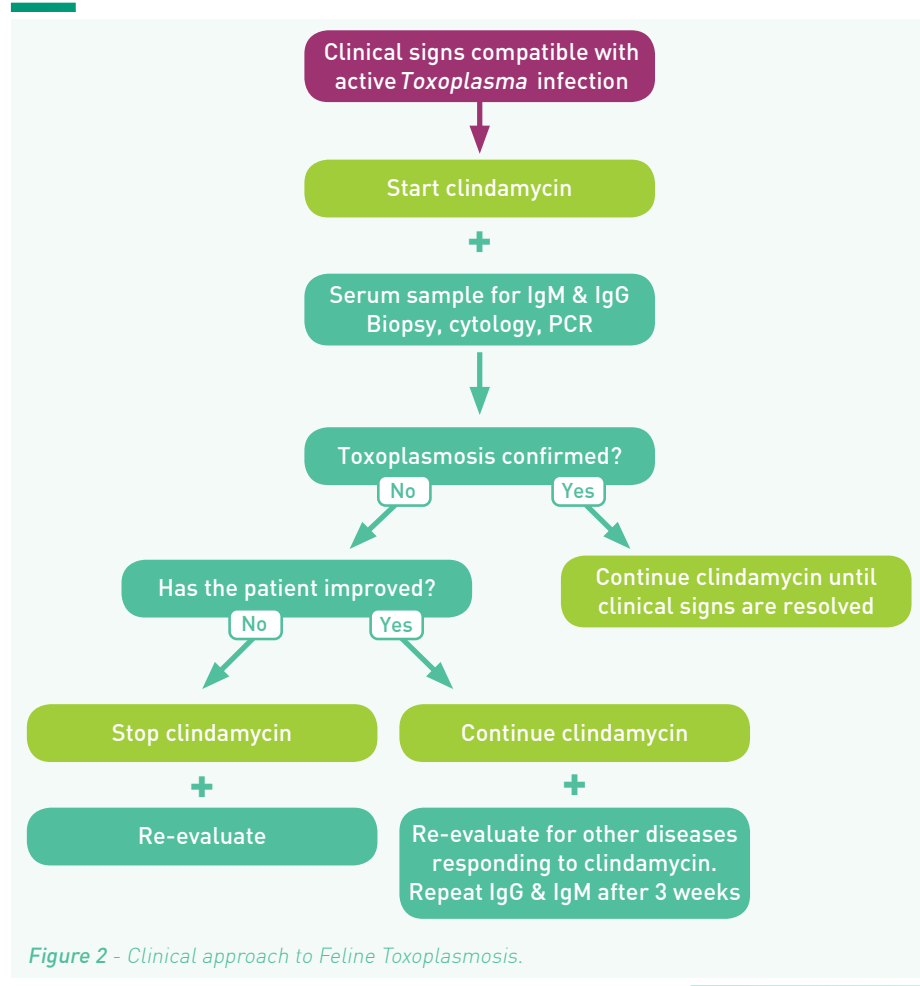 Clinical signs compatible with
active Toxoplasma infection
Start clindamycin
+
Serum sample for IgM & IgG
Biopsy, cytology, PCR
Toxoplasmosis confirmed?
No
Yes
Has the patient improved?
Continue clindamycin until
clinical signs are resolved
No
Yes
Stop clindamycin
+
Re-evaluate
Continue clindamycin
+
Re-evaluate for other diseases
responding to clindamycin.
Repeat IgG & IgM after 3 weeks
Figure 2 - Clinical approach to Feline Toxoplasmosis.